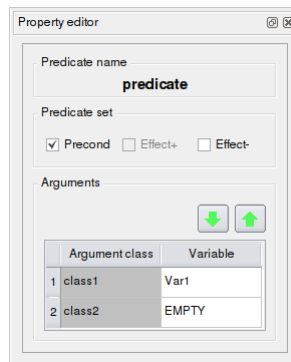 Property editor
Predicate name
predicate
Predicate set
Precond Effect+ Effect-
Arguments
Argument class Variable
1 class1 Var1
2 class2 EMPTY